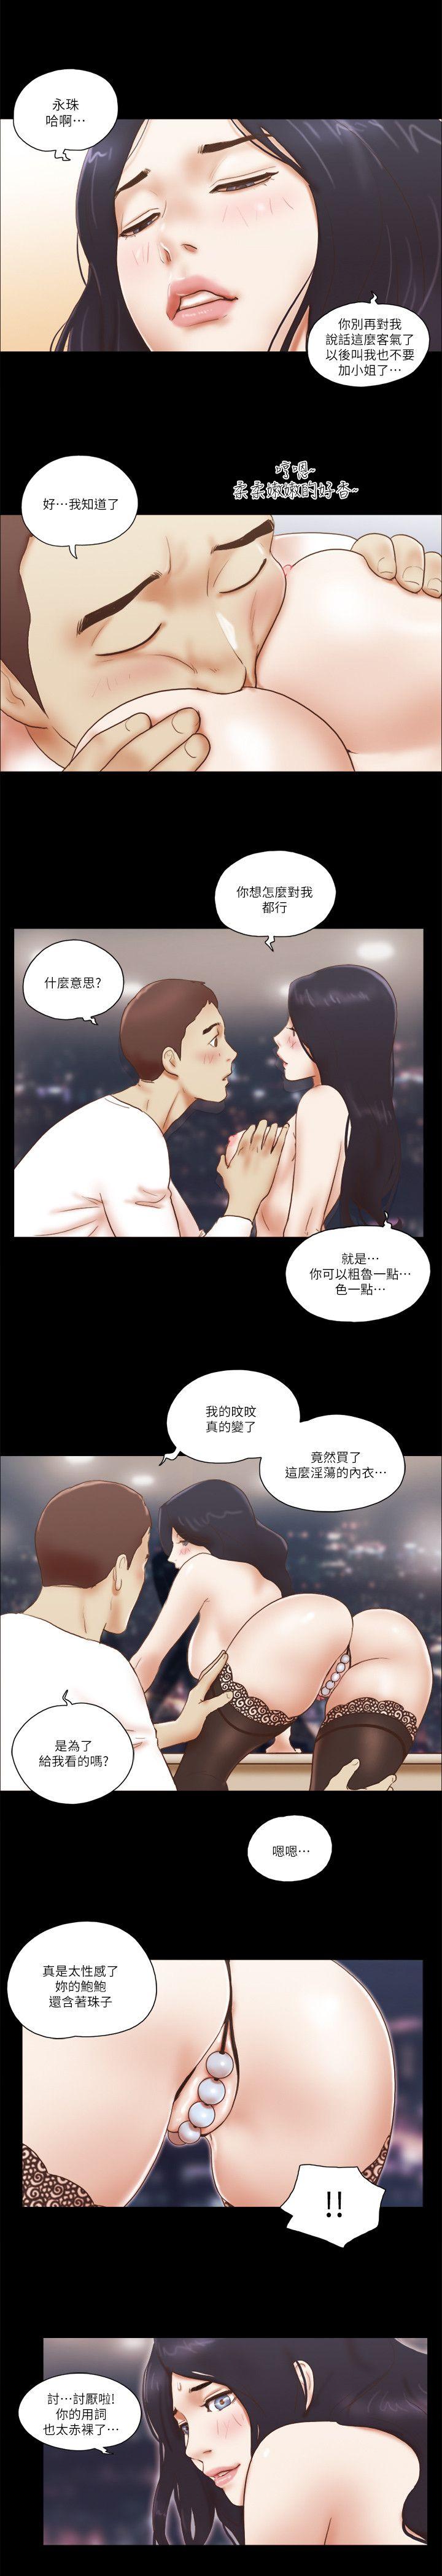 永珠
哈啊⋯
你別再對我
說話這麼客氣了
以後叫我也不要
加小姐了⋯
哼嗯~
柔柔嫩嫩的好香~
好⋯我知道了
你想怎麼對我
都行
什麼意思?
就是⋯
你可以粗魯一點⋯
色一點⋯
我的旼旼
真的變了
竟然買了
這麼淫蕩的內衣⋯
是為了
給我看的嗎?
嗯嗯⋯
真是太性感了
妳的鮑鮑
還含著珠子
!!
討⋯討厭啦!
你的用詞
也太赤裸了⋯